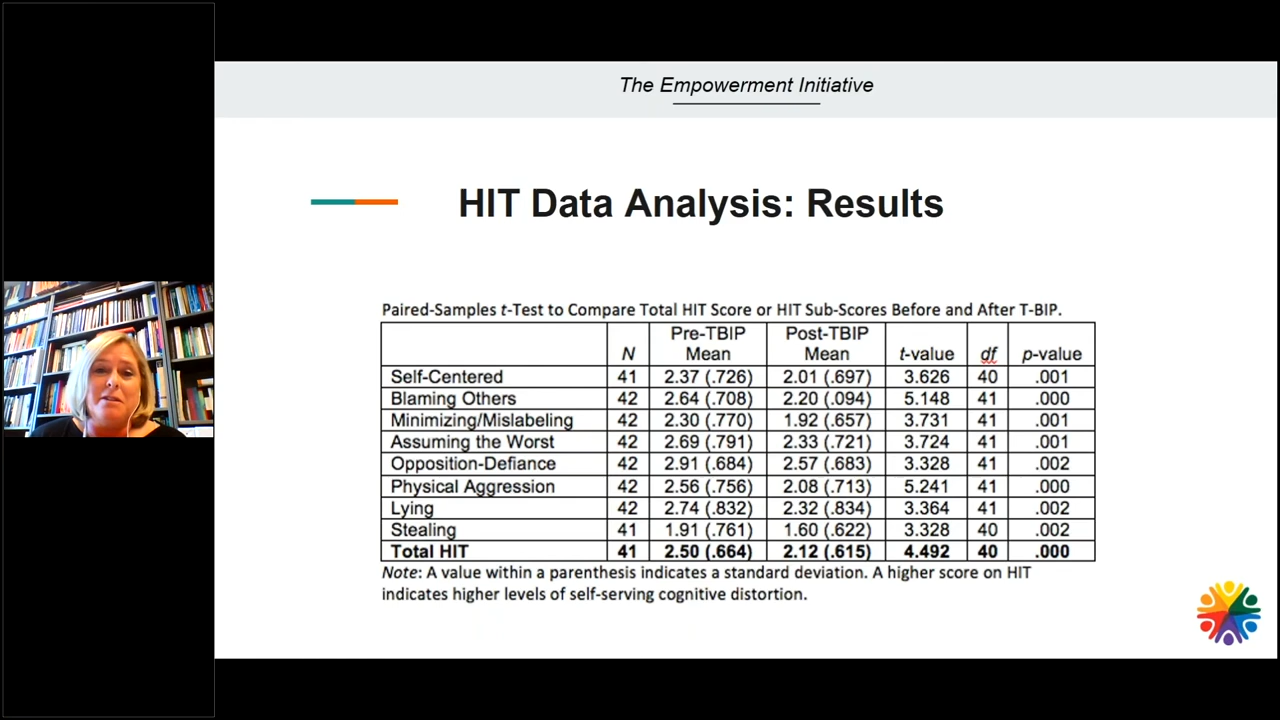 The Empowerment Initiative
HIT Data Analysis: Results
Paired-Samples t-Test to Compare Total HIT Score or HIT Sub-Scores Before and After T-BIP.
N Pre-TBIP Mean Post-TBIP Mean t-value df p-value
Self-Centered 41 2.37 (.726) 2.01 (.697) 3.626 40 .001
Blaming Others 42 2.64 (.708) 2.20 (.094) 5.148 41 .000
Minimizing/Mislabeling 42 2.30 (.770) 1.92 (.657) 3.731 41 .001
Assuming the Worst 42 2.69 (.791) 2.33 (.721) 3.724 41 .001
Opposition-Defiance 42 2.91 (.684) 2.57 (.683) 3.328 41 .002
Physical Aggression 42 2.56 (.756) 2.08 (.713) 5.241 41 .000
Lying 42 2.74 (.832) 2.32 (.834) 3.364 41 .002
Stealing 41 1.91 (.761) 1.60 (.622) 3.328 40 .002
Total HIT 41 2.50 (.664) 2.12 (.615) 4.492 40 .000
Note: A value within a parenthesis indicates a standard deviation. A higher score on HIT
indicates higher levels of self-serving cognitive distortion.